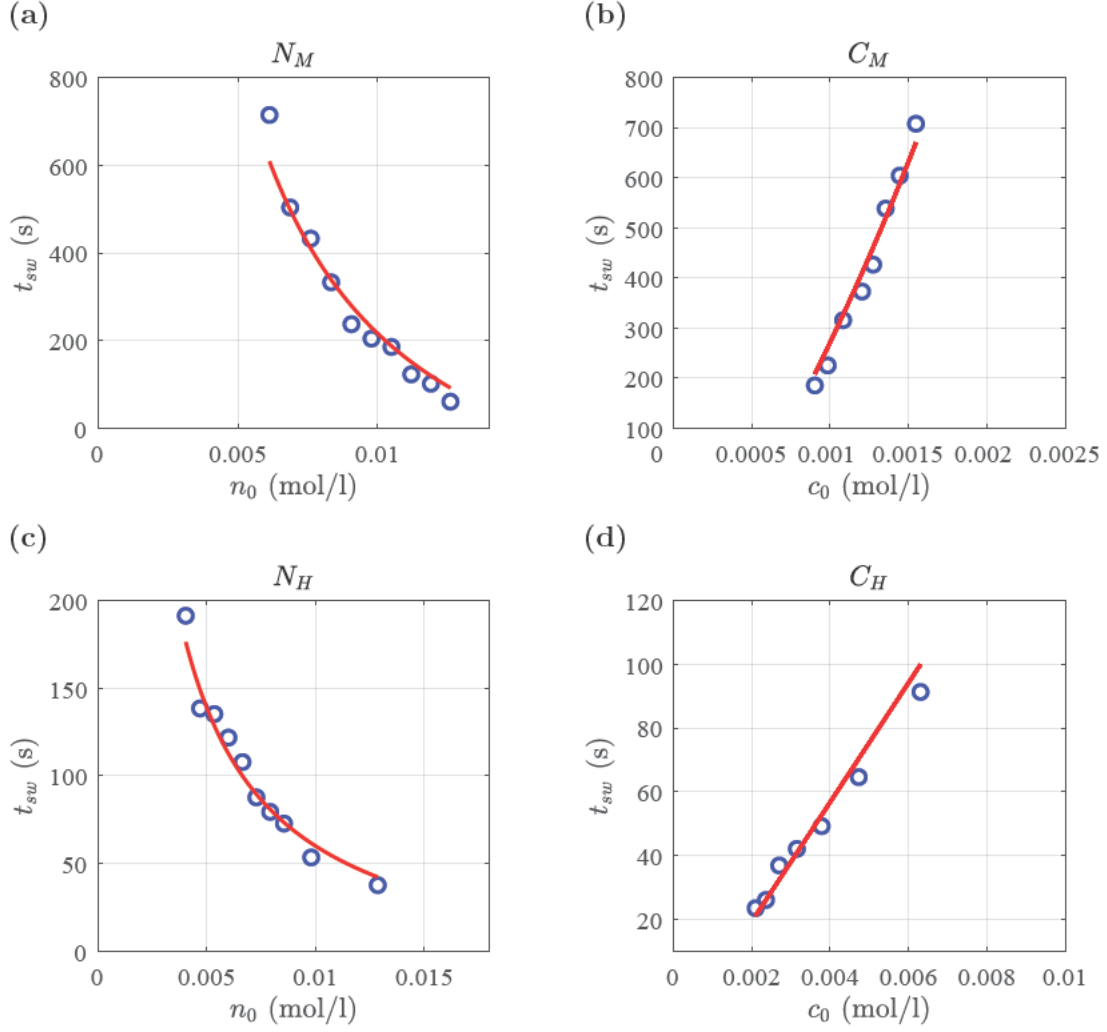 (a)
N_M
800
600
400
200
0
0
0.005
0.01
t_sw (s)
n_0 (mol/l)
(b)
C_M
800
700
600
500
400
300
200
100
0
0.0005
0.001
0.0015
0.002
0.0025
t_sw (s)
c_0 (mol/l)
(c)
N_H
200
150
100
50
0
0
0.005
0.01
0.015
t_sw (s)
n_0 (mol/l)
(d)
C_H
120
100
80
60
40
20
0
0.002
0.004
0.006
0.008
0.01
t_sw (s)
c_0 (mol/l)